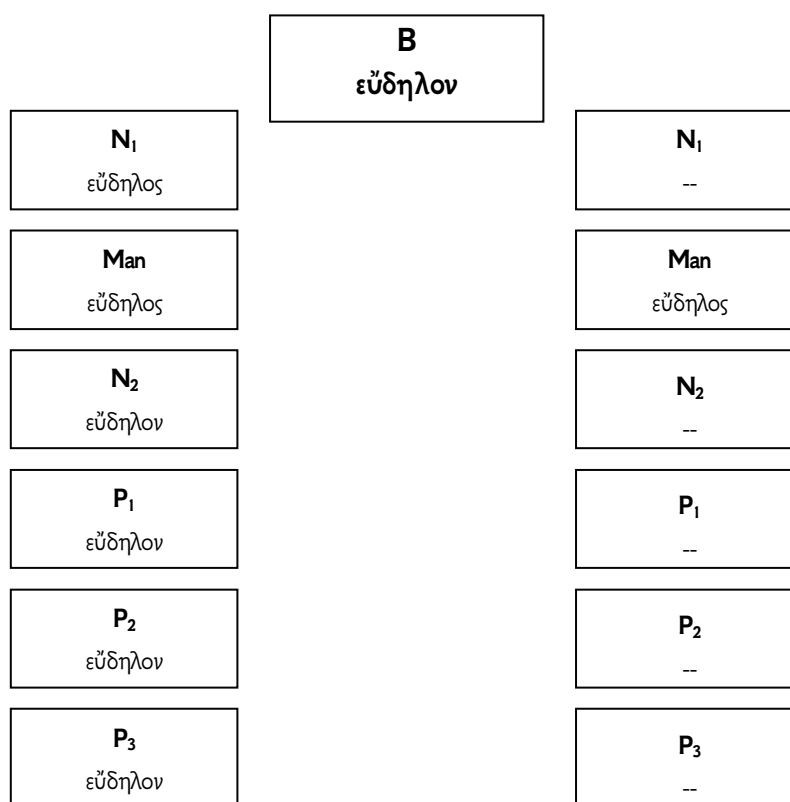 B
εὔδηλον
N₁
εὔδηλος
Man
εὔδηλος
N₂
εὔδηλον
P₁
εὔδηλον
P₂
εὔδηλον
P₃
εὔδηλον
N₁
--
Man
εὔδηλος
N₂
--
P₁
--
P₂
--
P₃
--